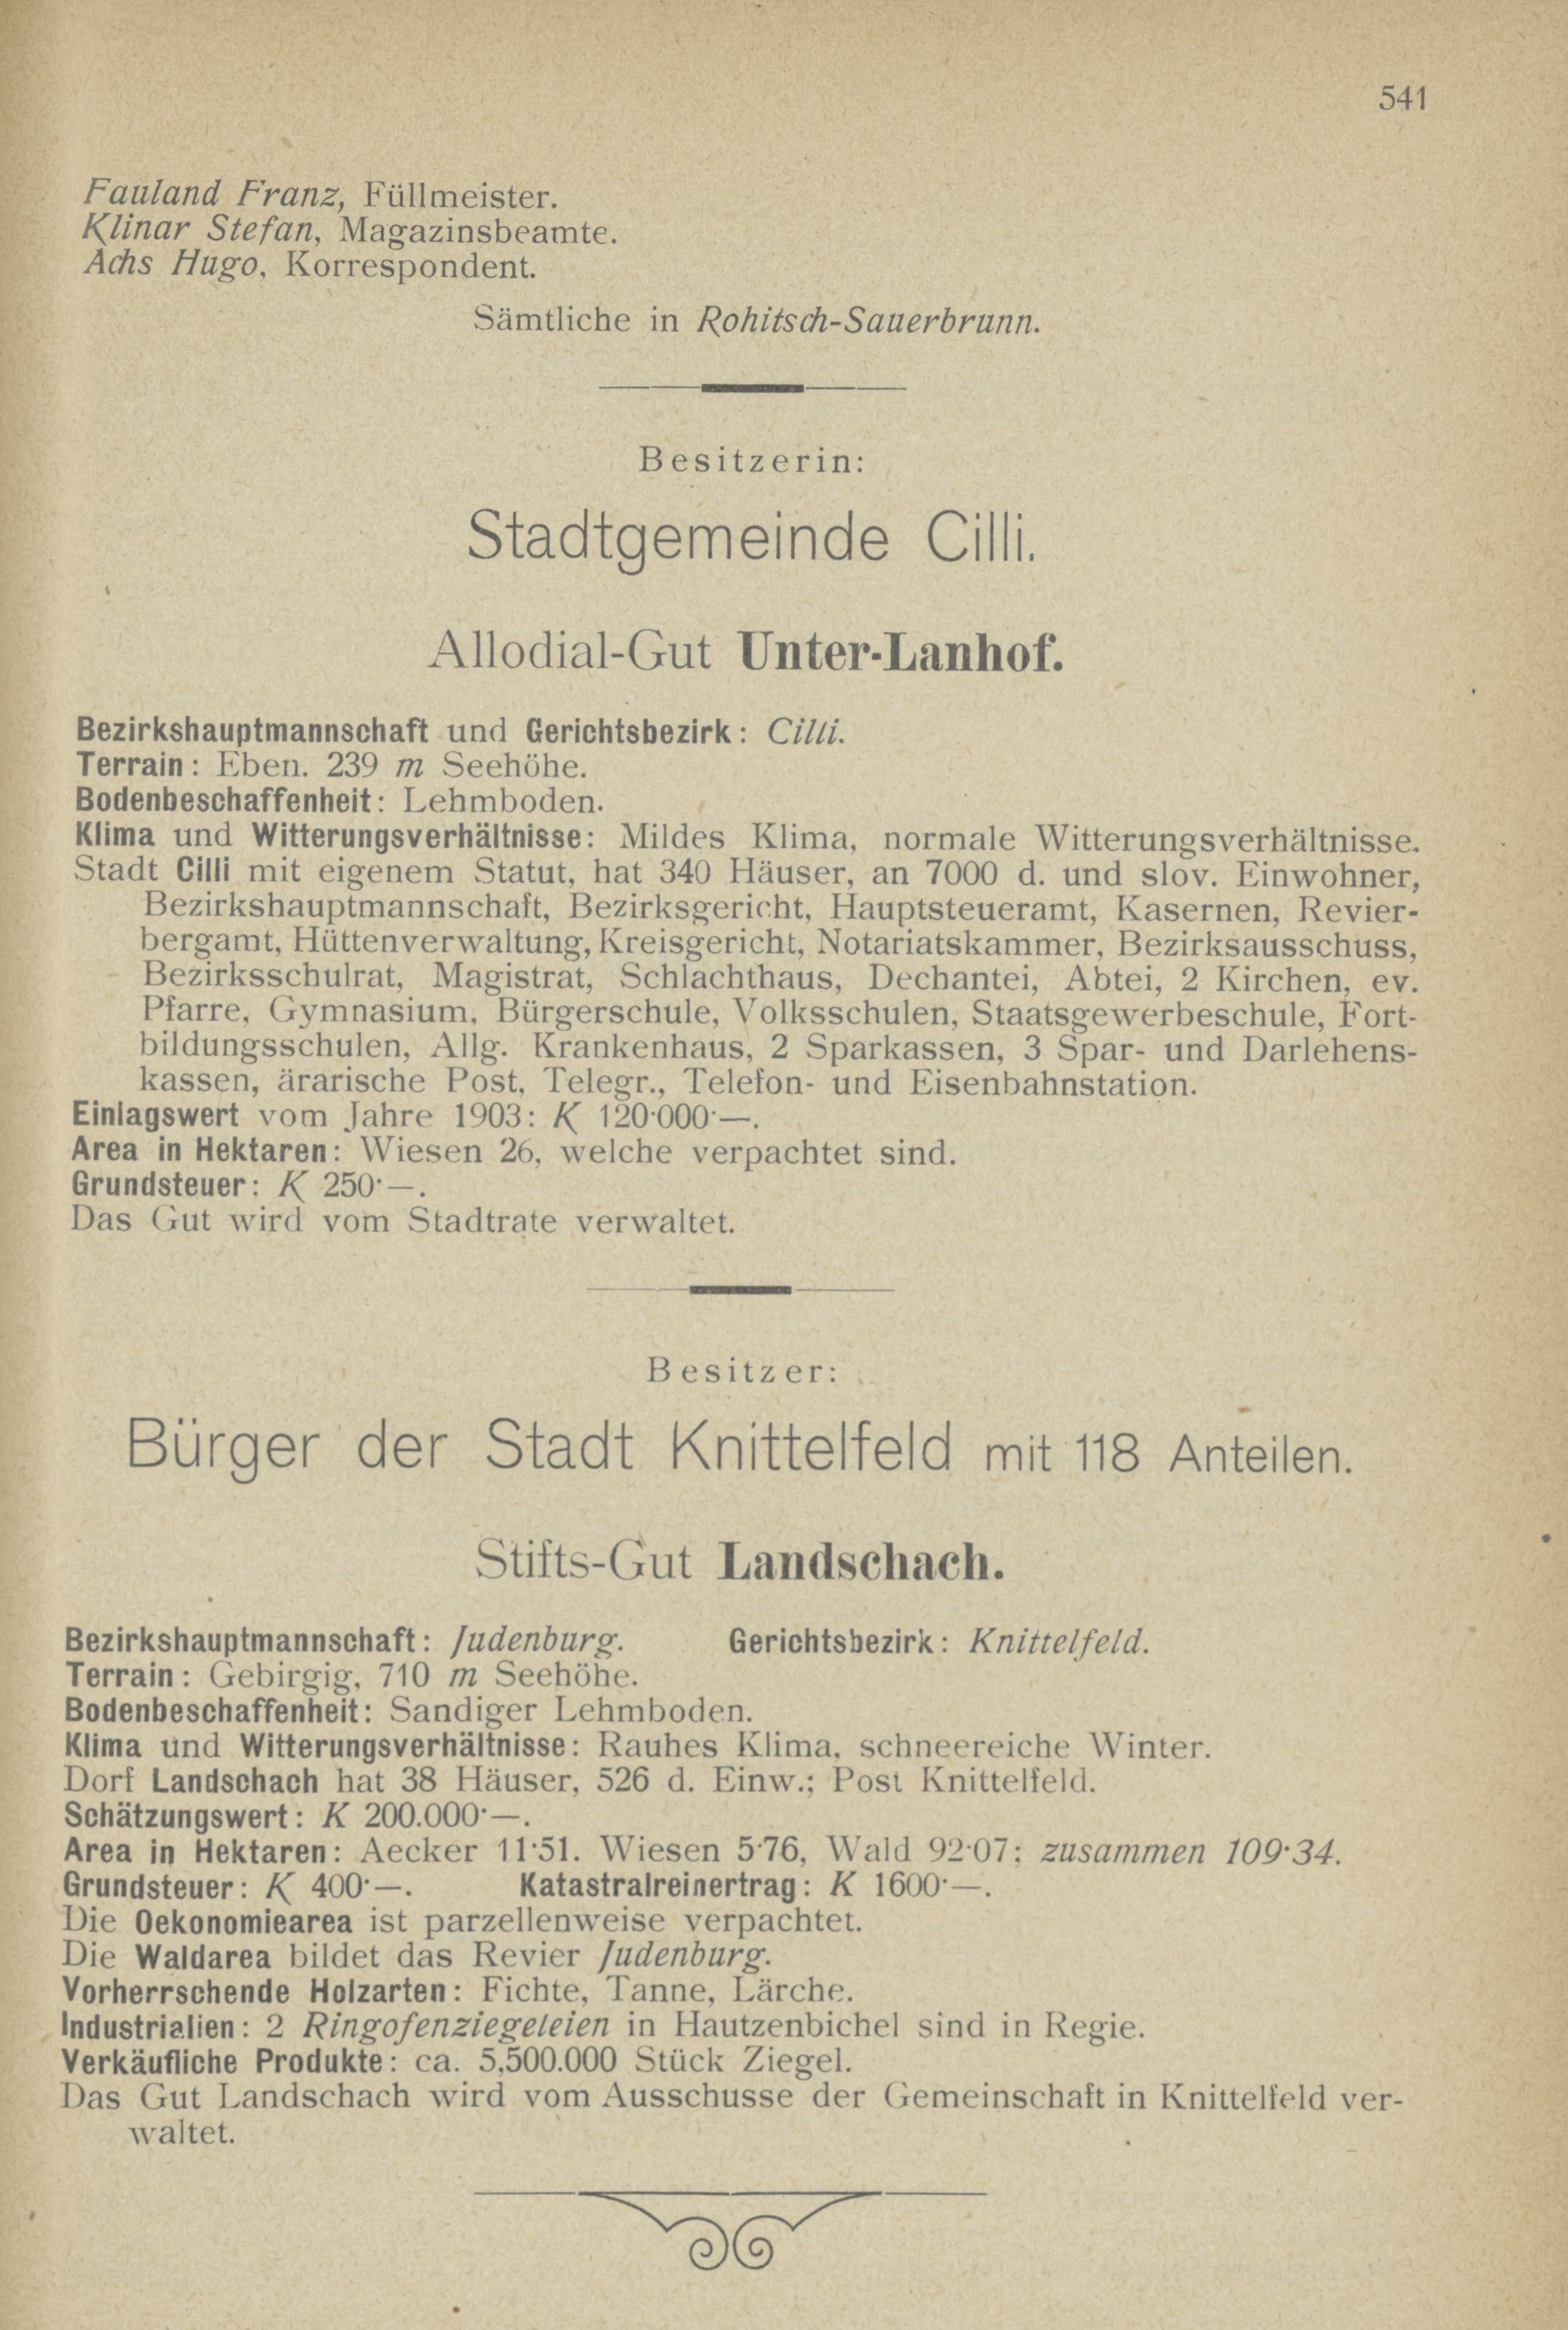 541
Fauland Franz, Füllmeister.
Klinar Stefan, Magazinsbeamte.
Achs Hugo, Korrespondent.
Sämtliche in Rohitsch-Sauerbrunn.
Besitzerin:
Stadtgemeinde Cilli.
Allodial-Gut Unter-Lanhof.
Bezirkshauptmannschaft und Gerichtsbezirk: Cilli.
Terrain: Eben. 239 m Seehöhe.
Bodenbeschaffenheit: Lehmboden.
Klima und Witterungsverhältnisse: Mildes Klima, normale Witterungsverhältnisse.
Stadt Cilli mit eigenem Statut, hat 340 Häuser, an 7000 d. und slov. Einwohner,
Bezirkshauptmannschaft, Bezirksgericht, Hauptsteueramt, Kasernen, Revier-
bergamt, Hüttenverwaltung, Kreisgericht, Notariatskammer, Bezirksausschuss,
Bezirksschulrat, Magistrat, Schlachthaus, Dechantei, Abtei, 2 Kirchen, ev.
Pfarre, Gymnasium, Bürgerschule, Volksschulen, Staatsgewerbeschule, Fort-
bildungsschulen, Allg. Krankenhaus, 2 Sparkassen, 3 Spar- und Darlehens-
kassen, ärarische Post, Telegr., Telefon- und Eisenbahnstation.
Einlagswert vom Jahre 1903: K 120·000·—.
Area in Hektaren: Wiesen 26, welche verpachtet sind.
Grundsteuer: K 250·—.
Das Gut wird vom Stadtrate verwaltet.
Besitzer:
Bürger der Stadt Knittelfeld mit 118 Anteilen.
Stifts-Gut Landschach.
Bezirkshauptmannschaft: Judenburg. Gerichtsbezirk: Knittelfeld.
Terrain: Gebirgig, 710 m Seehöhe.
Bodenbeschaffenheit: Sandiger Lehmboden.
Klima und Witterungsverhältnisse: Rauhes Klima, schneereiche Winter.
Dorf Landschach hat 38 Häuser, 526 d. Einw.; Post Knittelfeld.
Schätzungswert: K 200.000·—.
Area in Hektaren: Aecker 11·51. Wiesen 5·76, Wald 92·07; zusammen 109·34.
Grundsteuer: K 400·—. Katastralreinertrag: K 1600·—.
Die Oekonomiearea ist parzellenweise verpachtet.
Die Waldarea bildet das Revier Judenburg.
Vorherrschende Holzarten: Fichte, Tanne, Lärche.
Industrialien: 2 Ringofenziegeleien in Hautzenbichel sind in Regie.
Verkäufliche Produkte: ca. 5,500.000 Stück Ziegel.
Das Gut Landschach wird vom Ausschusse der Gemeinschaft in Knittelfeld ver-
waltet.